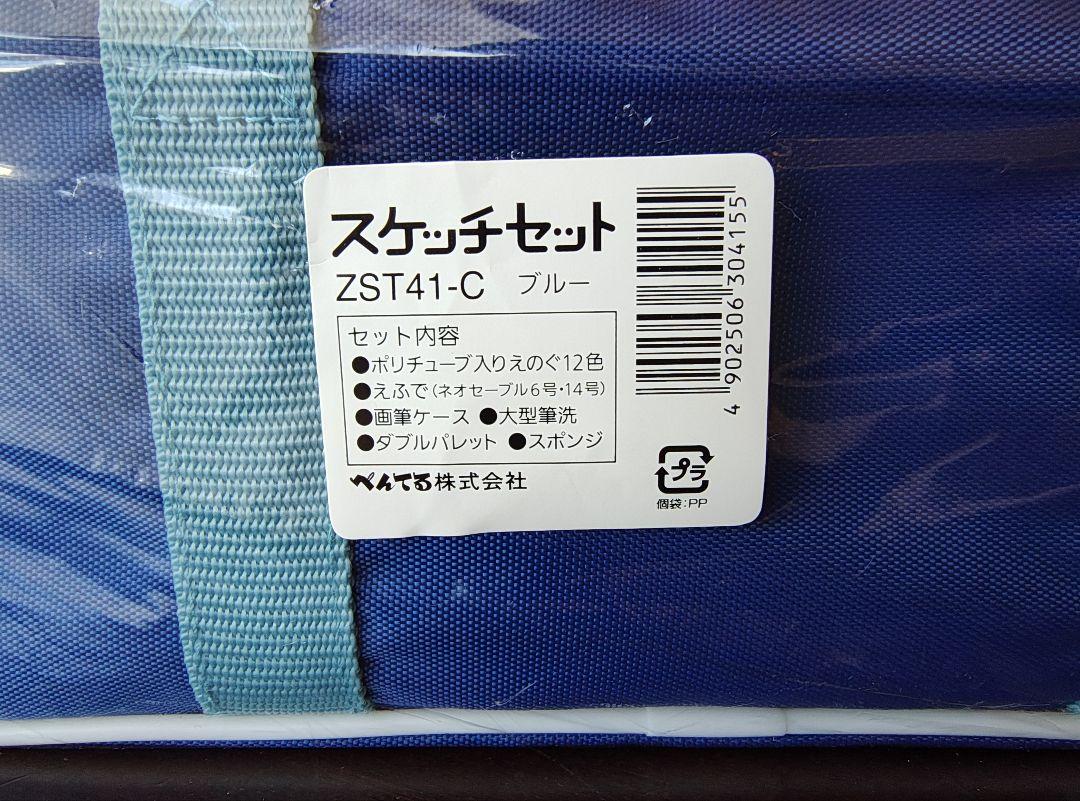 スケッチセット
ZST41-C ブルー
セット内容
●ポリチューブ入りえのぐ12色
●えふで(ネオセーブル6号・14号)
●画筆ケース ●大型筆洗
●ダブルパレット ●スポンジ
ぺんてる株式会社
4 902506 304155
プラ
個袋:PP